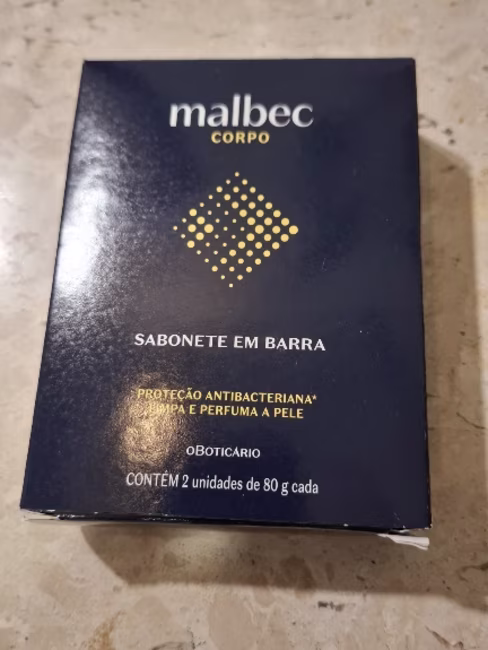 malbec
CORPO
SABONETE EM BARRA
PROTEÇÃO ANTIBACTERIANA*
LIMPA E PERFUMA A PELE
oBOTICÁRIO
CONTÉM 2 unidades de 80 g cada